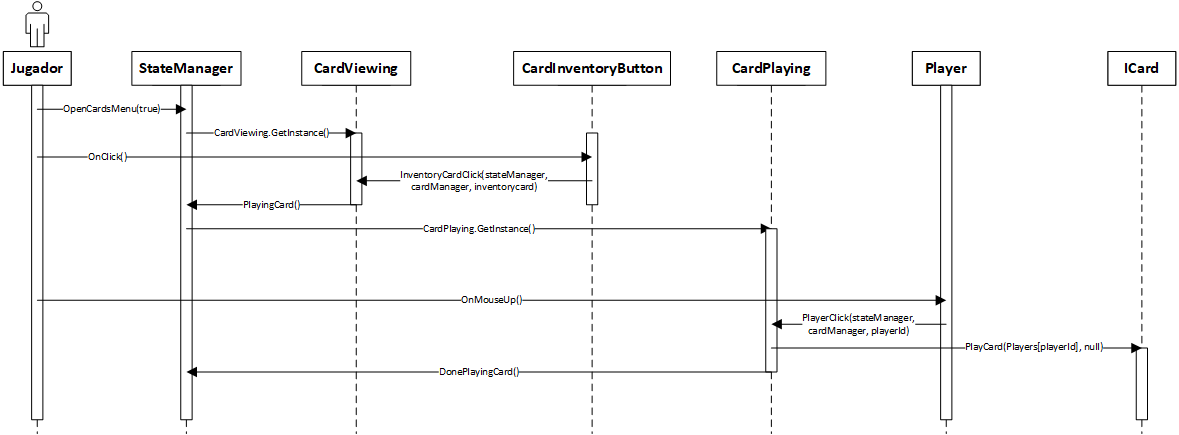 Jugador
StateManager
CardViewing
CardInventoryButton
CardPlaying
Player
ICard
OpenCardsMenu(true)
CardViewing.GetInstance()
OnClick()
InventoryCardClick(stateManager,
cardManager, inventorycard)
PlayingCard()
CardPlaying.GetInstance()
OnMouseUp()
PlayerClick(stateManager,
cardManager, playerId)
PlayCard(Players[playerId], null)
DonePlayingCard()